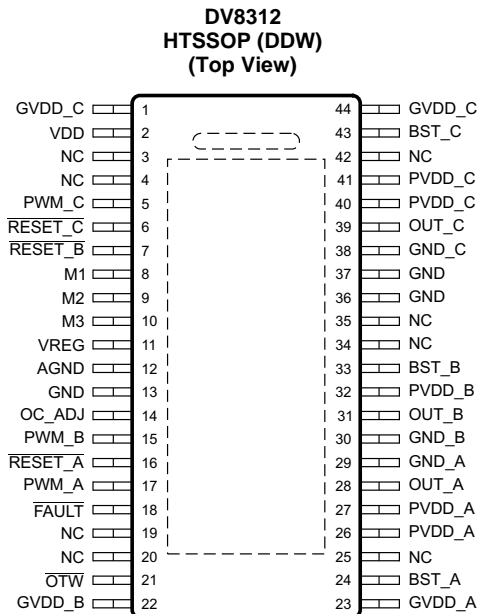 DV8312
HTSSOP (DDW)
(Top View)
GVDD_C 1 44 GVDD_C
VDD 2 43 BST_C
NC 3 42 NC
NC 4 41 PVDD_C
PWM_C 5 40 PVDD_C
RESET_C 6 39 OUT_C
RESET_B 7 38 GND_C
M1 8 37 GND
M2 9 36 GND
M3 10 35 NC
VREG 11 34 NC
AGND 12 33 BST_B
GND 13 32 PVDD_B
OC_ADJ 14 31 OUT_B
PWM_B 15 30 GND_B
RESET_A 16 29 GND_A
PWM_A 17 28 OUT_A
FAULT 18 27 PVDD_A
NC 19 26 PVDD_A
NC 20 25 NC
OTW 21 24 BST_A
GVDD_B 22 23 GVDD_A